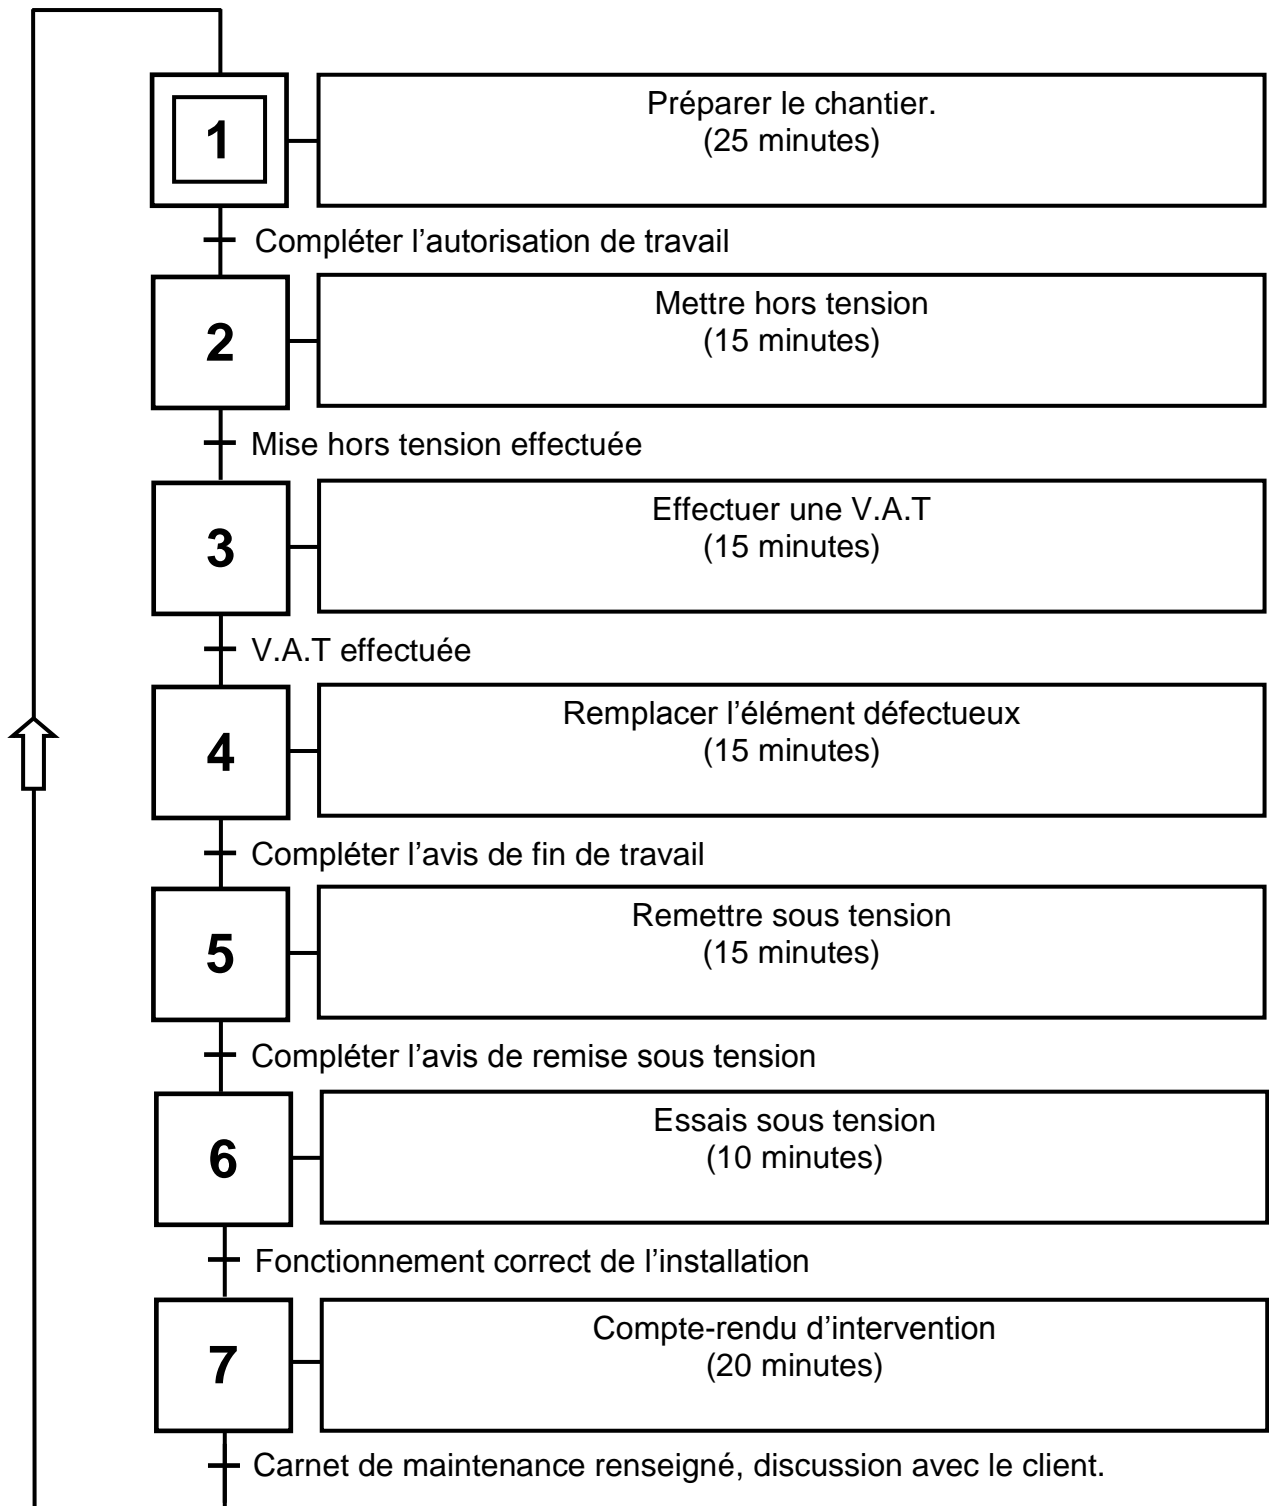 1
Préparer le chantier.
(25 minutes)
Compléter l’autorisation de travail
2
Mettre hors tension
(15 minutes)
Mise hors tension effectuée
3
Effectuer une V.A.T
(15 minutes)
V.A.T effectuée
4
Remplacer l’élément défectueux
(15 minutes)
Compléter l’avis de fin de travail
5
Remettre sous tension
(15 minutes)
Compléter l’avis de remise sous tension
6
Essais sous tension
(10 minutes)
Fonctionnement correct de l’installation
7
Compte-rendu d’intervention
(20 minutes)
Carnet de maintenance renseigné, discussion avec le client.